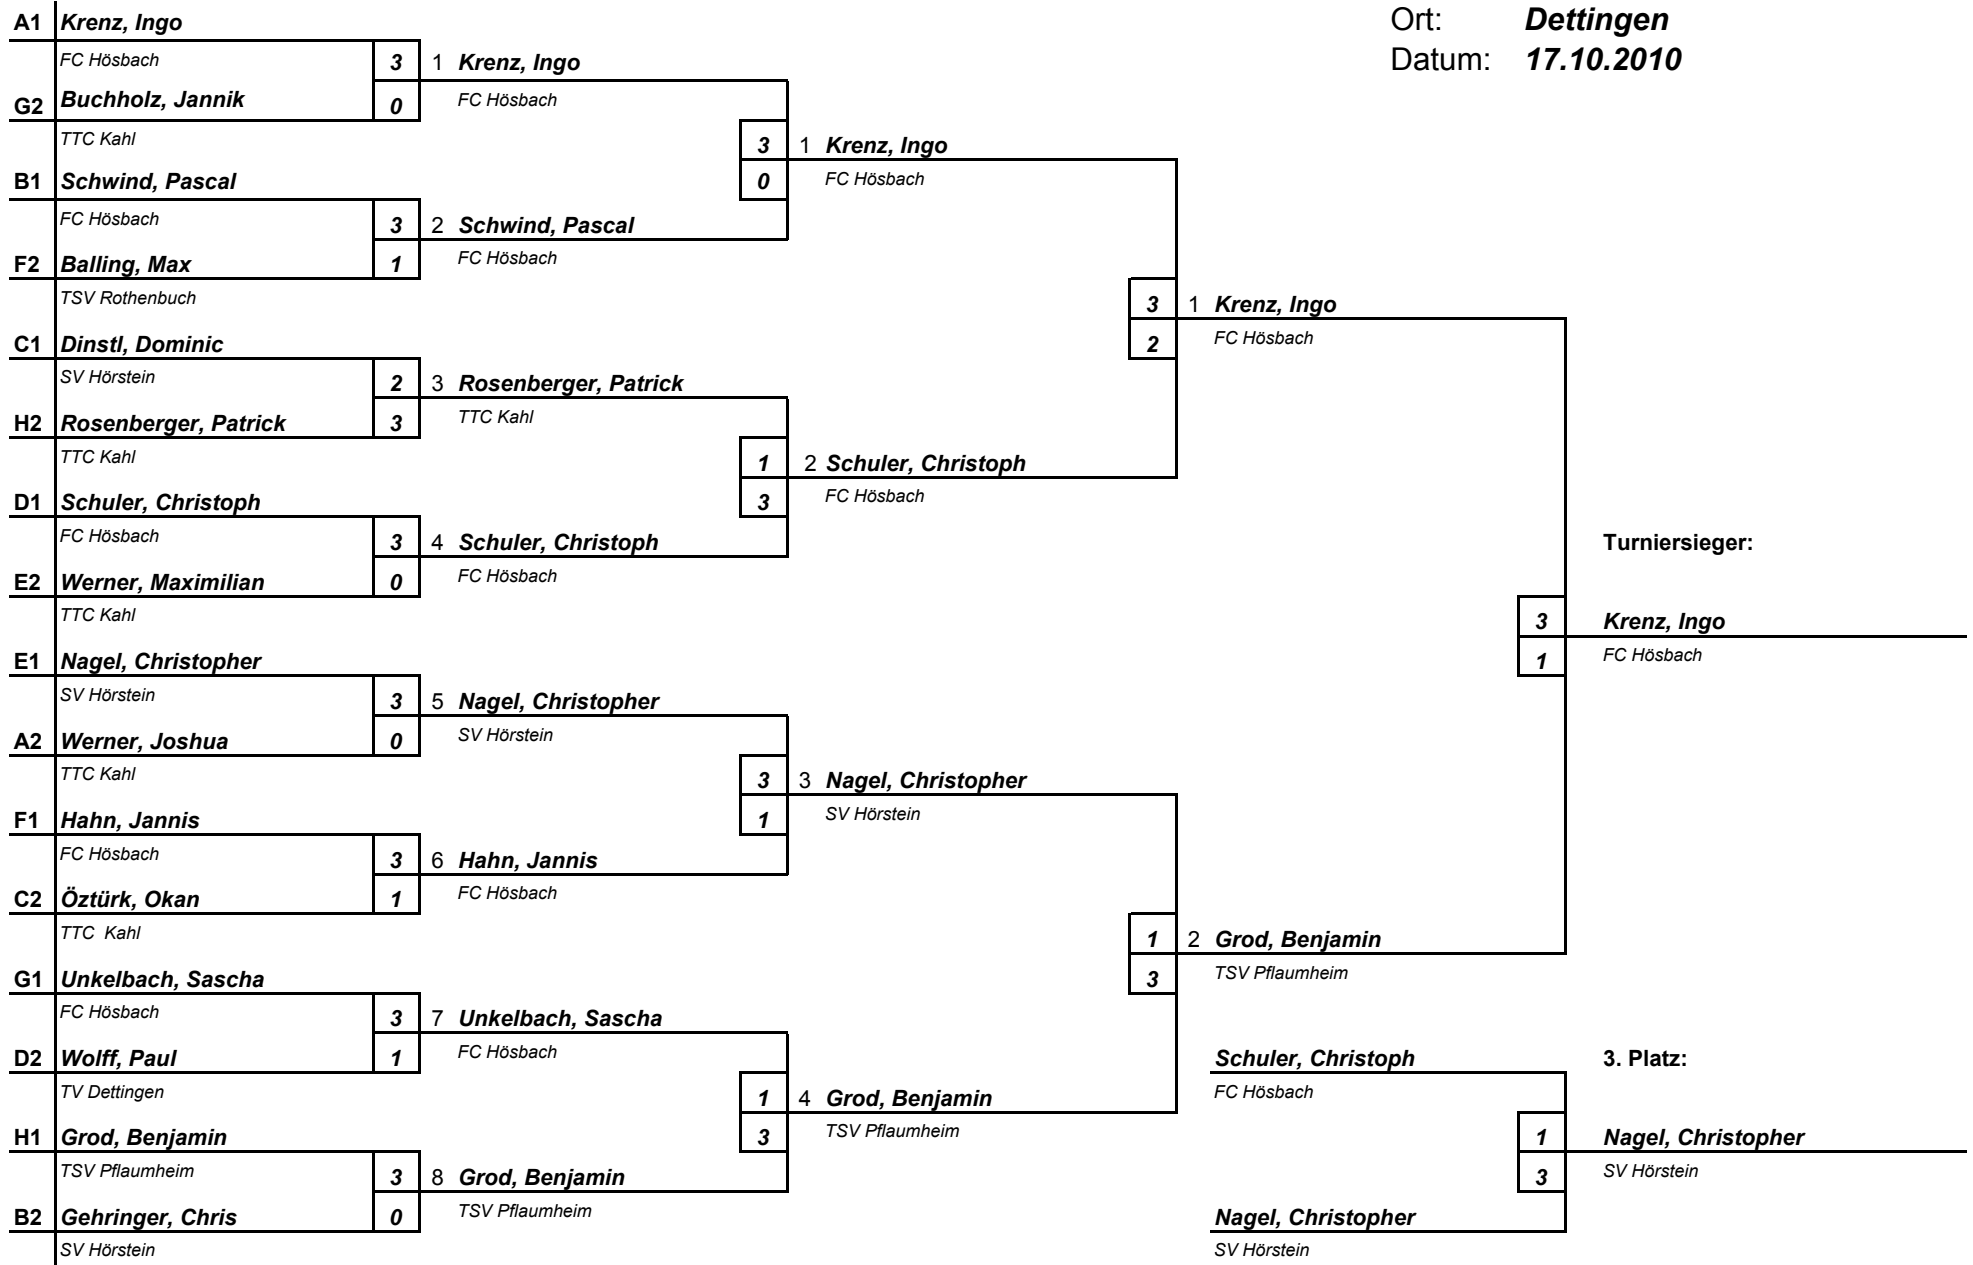 Ort: Dettingen
Datum: 17.10.2010
A1 Krenz, Ingo
FC Hösbach
3 1 Krenz, Ingo
G2 Buchholz, Jannik
0 FC Hösbach
TTC Kahl
3 1 Krenz, Ingo
B1 Schwind, Pascal
0 FC Hösbach
FC Hösbach
3 2 Schwind, Pascal
F2 Balling, Max
1 FC Hösbach
TSV Rothenbuch
3 1 Krenz, Ingo
C1 Dinstl, Dominic
2 FC Hösbach
SV Hörstein
2 3 Rosenberger, Patrick
H2 Rosenberger, Patrick
3 TTC Kahl
TTC Kahl
1 2 Schuler, Christoph
D1 Schuler, Christoph
3 FC Hösbach
FC Hösbach
3 4 Schuler, Christoph
Turniersieger:
E2 Werner, Maximilian
0 FC Hösbach
TTC Kahl
3 Krenz, Ingo
E1 Nagel, Christopher
1 FC Hösbach
SV Hörstein
3 5 Nagel, Christopher
A2 Werner, Joshua
0 SV Hörstein
TTC Kahl
3 3 Nagel, Christopher
F1 Hahn, Jannis
1 SV Hörstein
FC Hösbach
3 6 Hahn, Jannis
C2 Öztürk, Okan
1 FC Hösbach
TTC Kahl
1 2 Grod, Benjamin
G1 Unkelbach, Sascha
3 TSV Pflaumheim
FC Hösbach
3 7 Unkelbach, Sascha
D2 Wolff, Paul
1 FC Hösbach
Schuler, Christoph
3. Platz:
TV Dettingen
FC Hösbach
1 4 Grod, Benjamin
H1 Grod, Benjamin
3 TSV Pflaumheim
1 Nagel, Christopher
TSV Pflaumheim
3 8 Grod, Benjamin
3 SV Hörstein
B2 Gehringer, Chris
0 TSV Pflaumheim
Nagel, Christopher
SV Hörstein
SV Hörstein